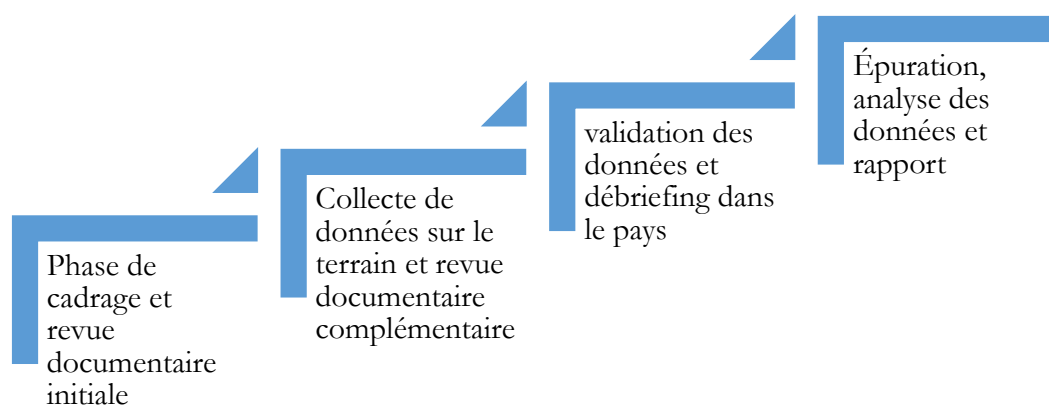 Phase de
cadrage et
revue
documentaire
initiale
Collecte de
données sur le
terrain et revue
documentaire
complémentaire
validation des
données et
débriefing dans
le pays
Épuration,
analyse des
données et
rapport